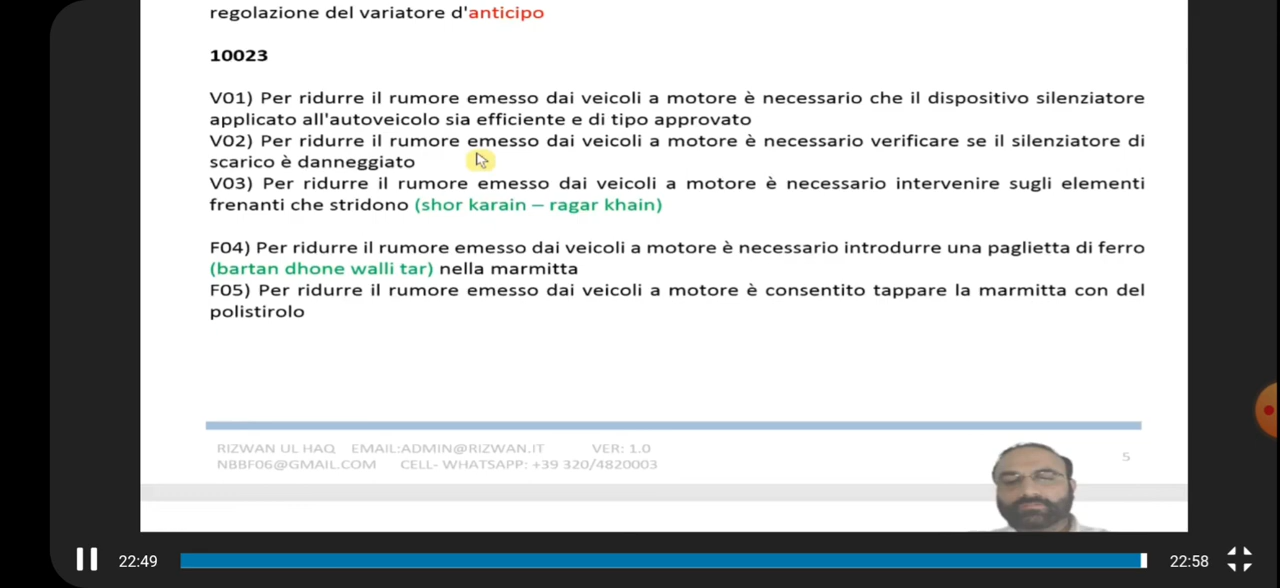 regolazione del variatore d'anticipo
10023
V01) Per ridurre il rumore emesso dai veicoli a motore è necessario che il dispositivo silenziatore
applicato all'autoveicolo sia efficiente e di tipo approvato
V02) Per ridurre il rumore emesso dai veicoli a motore è necessario verificare se il silenziatore di
scarico è danneggiato
V03) Per ridurre il rumore emesso dai veicoli a motore è necessario intervenire sugli elementi
frenanti che stridono (shor karain – ragar khain)
F04) Per ridurre il rumore emesso dai veicoli a motore è necessario introdurre una paglietta di ferro
(bartan dhone walli tar) nella marmitta
F05) Per ridurre il rumore emesso dai veicoli a motore è consentito tappare la marmitta con del
polistirolo
RIZWAN UL HAQ EMAIL:ADMIN@RIZWAN.IT VER: 1.0
NBBF06@GMAIL.COM CELL- WHATSAPP: +39 320/4820003
5
22:49
22:58